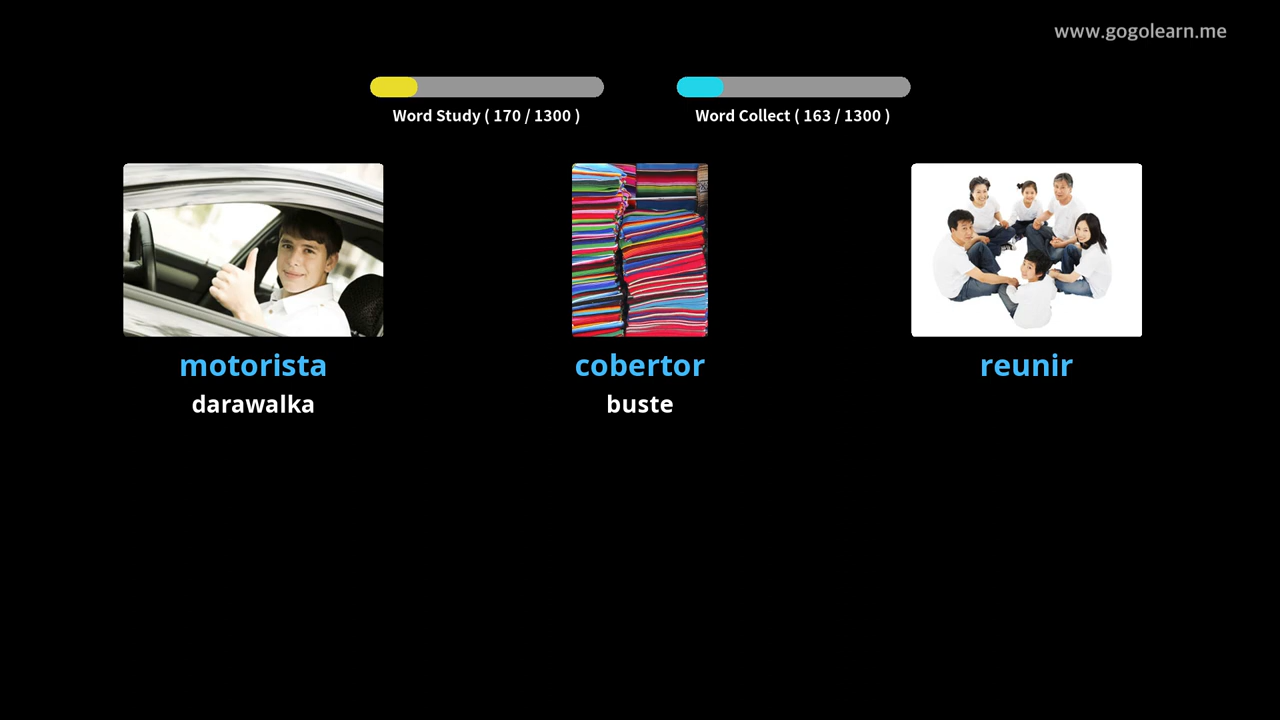 www.gogolearn.me
Word Study ( 170 / 1300 )
Word Collect ( 163 / 1300 )
motorista
cobertor
reunir
darawalka
buste